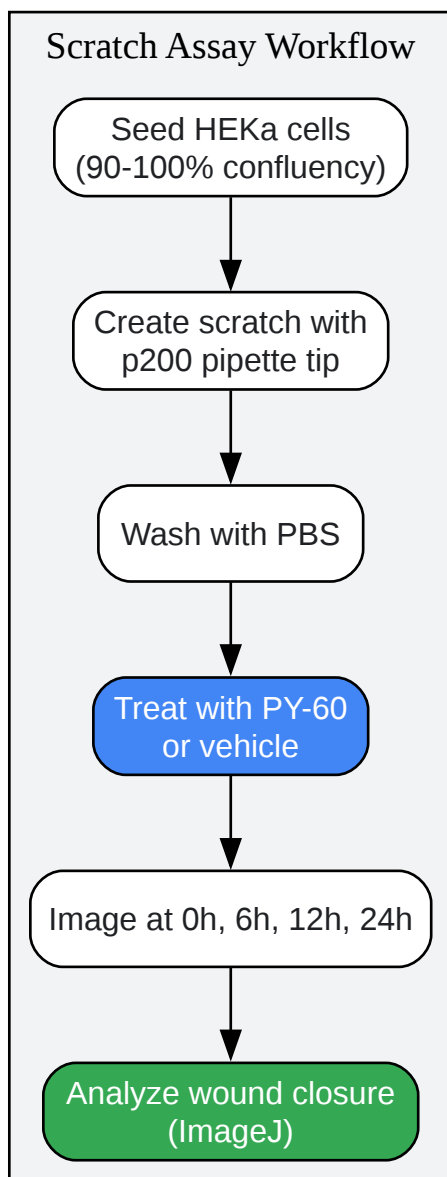 Scratch Assay Workflow
Seed HEKa cells
(90-100% confluency)
Create scratch with
p200 pipette tip
Wash with PBS
Treat with PY-60
or vehicle
Image at 0h, 6h, 12h, 24h
Analyze wound closure
(ImageJ)